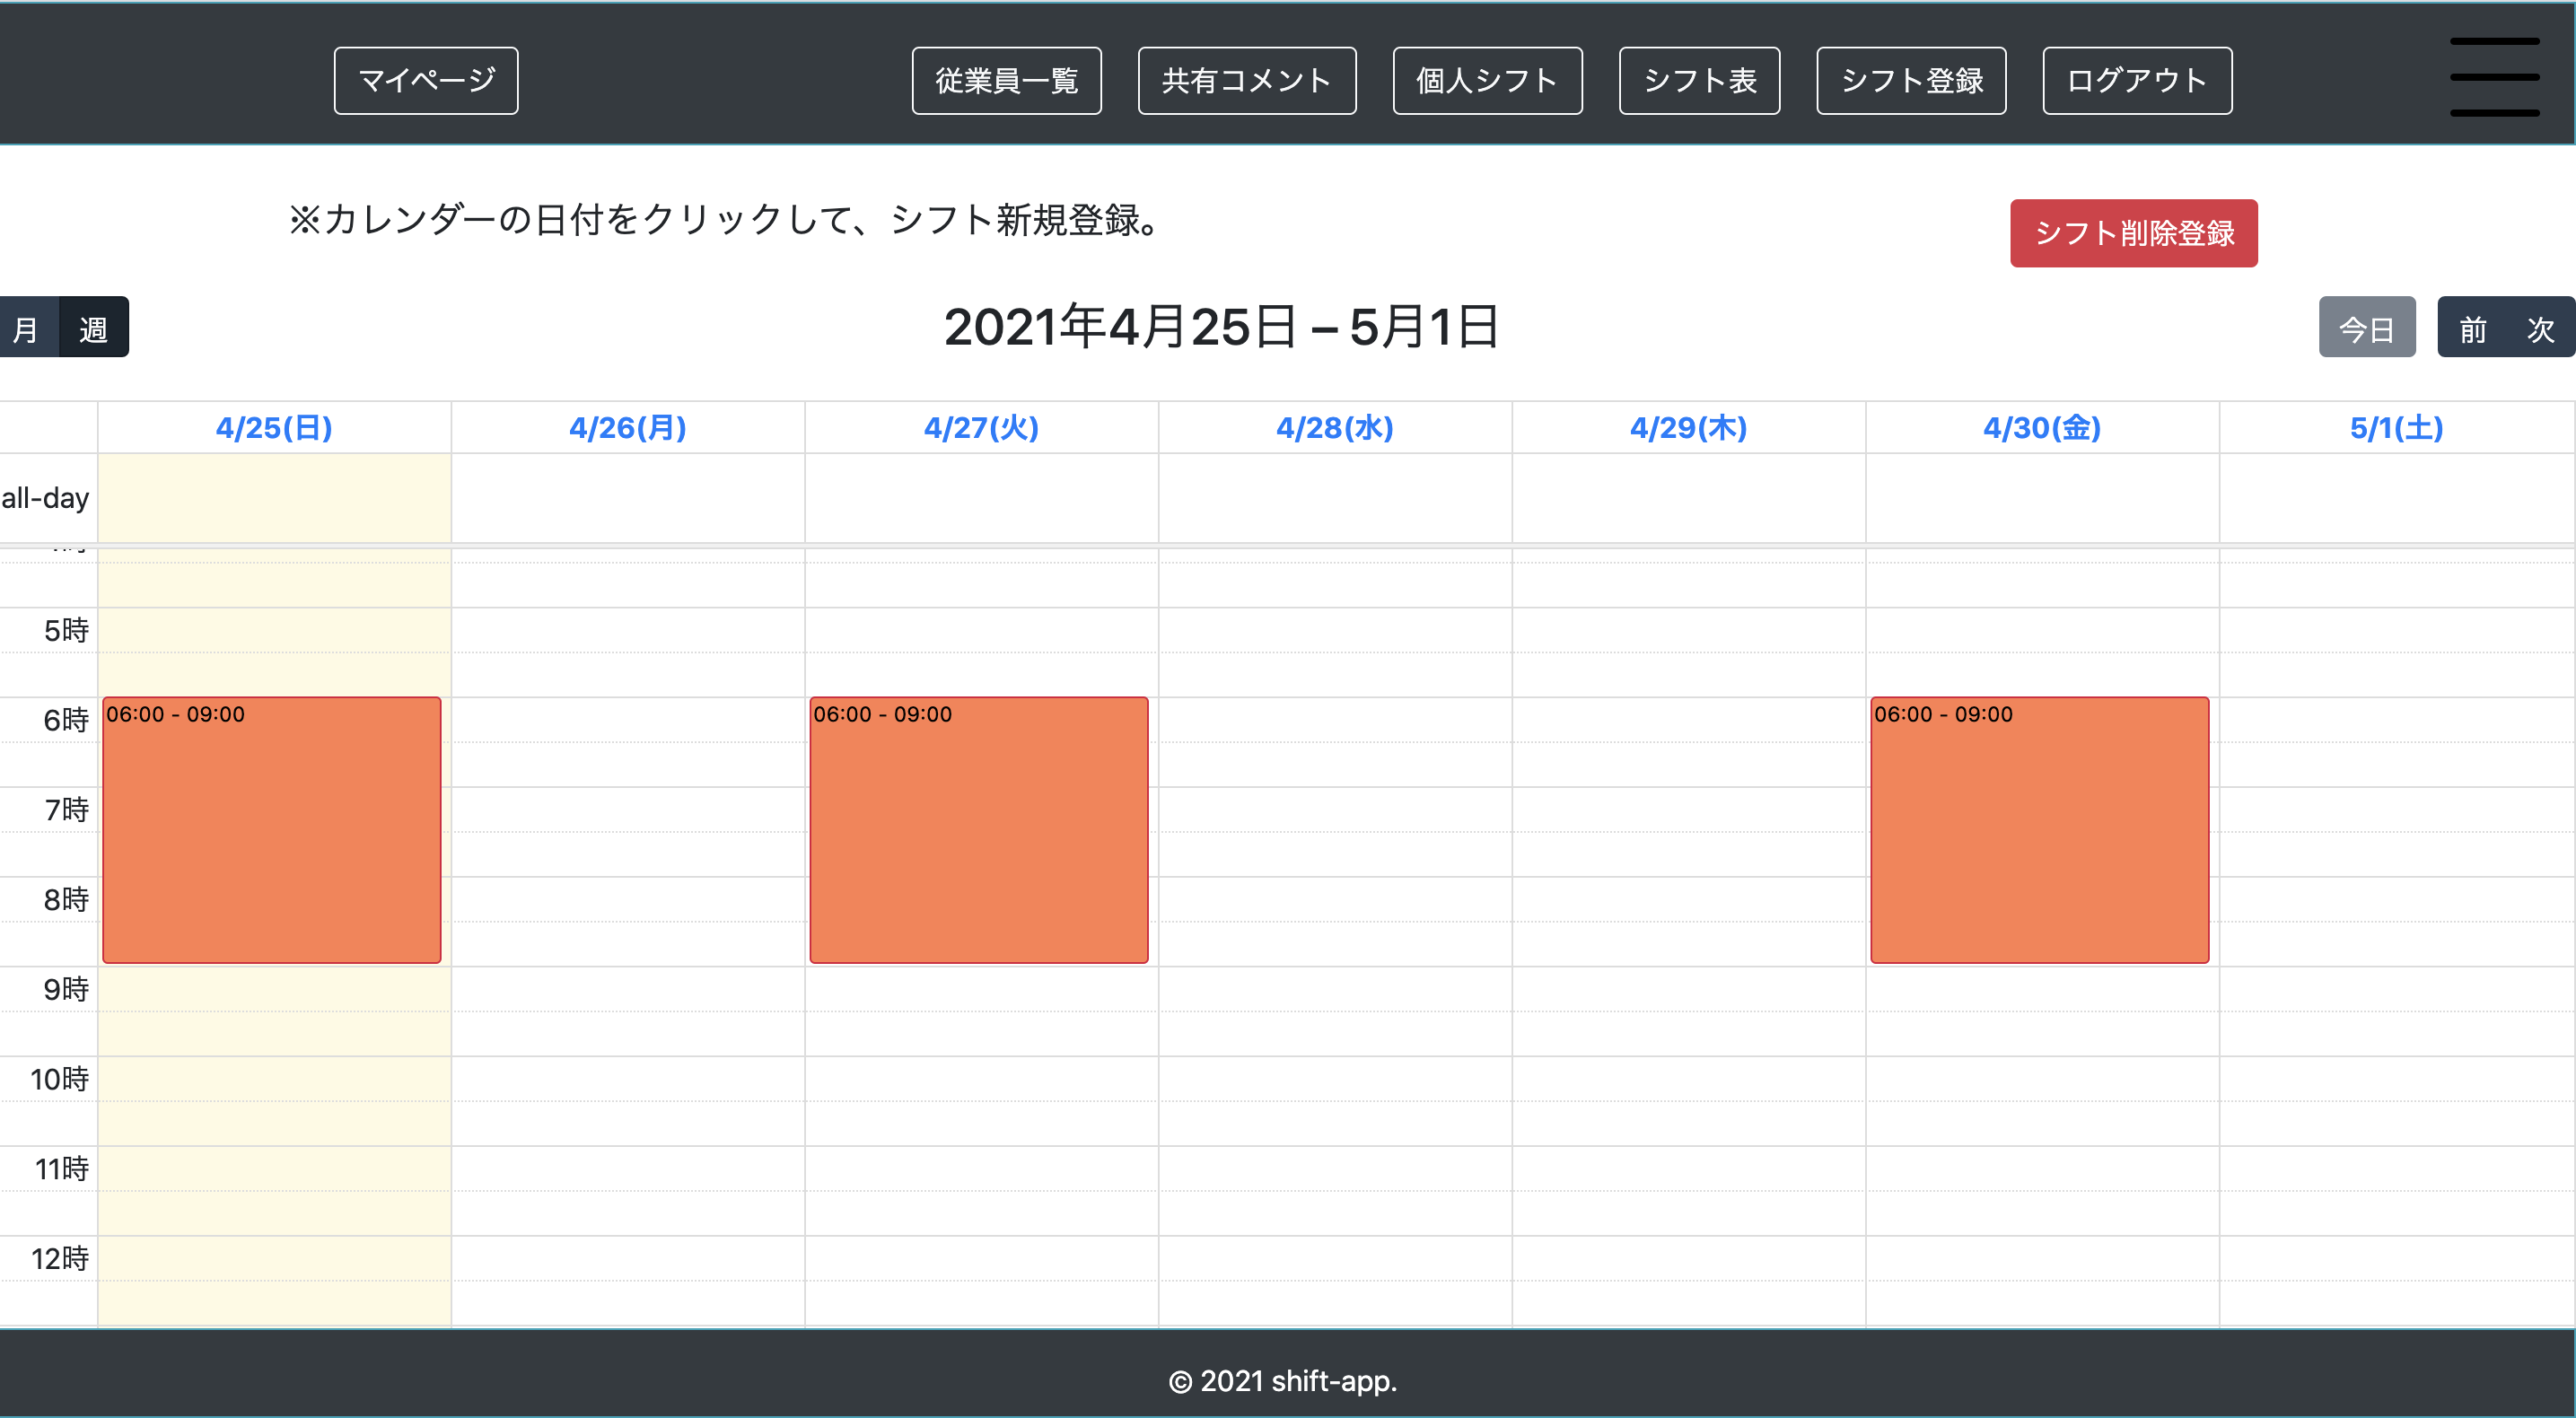 マイページ 従業員一覧 共有コメント 個人シフト シフト表 シフト登録 ログアウト
※カレンダーの日付をクリックして、シフト新規登録。 シフト削除登録
月 週 2021年4月25日 – 5月1日 今日 前 次
4/25(日) 4/26(月) 4/27(火) 4/28(水) 4/29(木) 4/30(金) 5/1(土)
all-day
5時
6時 06:00 - 09:00 06:00 - 09:00 06:00 - 09:00
7時
8時
9時
10時
11時
12時
© 2021 shift-app.